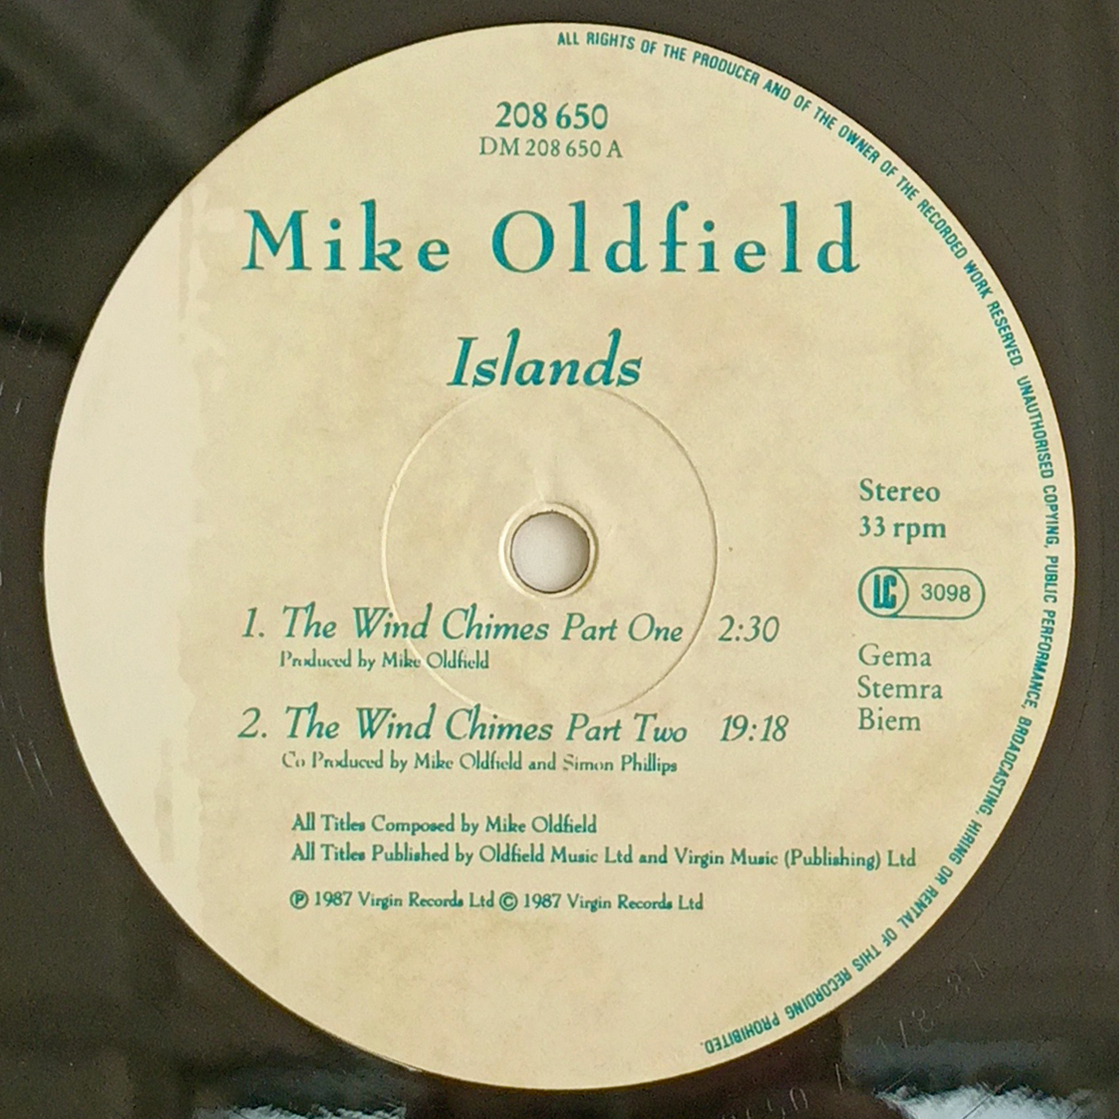 ALL RIGHTS OF THE PRODUCER AND OF THE OWNER OF THE RECORDED WORK RESERVED. UNAUTHORISED COPYING, PUBLIC PERFORMANCE, BROADCASTING, HIRING OR RENTAL OF THIS RECORDING PROHIBITED.
208 650
DM 208 650 A
Mike Oldfield
Islands
Stereo
33 rpm
LC 3098
Gema
Stemra
Biem
1. The Wind Chimes Part One 2:30
Produced by Mike Oldfield
2. The Wind Chimes Part Two 19:18
Co Produced by Mike Oldfield and Simon Phillips
All Titles Composed by Mike Oldfield
All Titles Published by Oldfield Music Ltd and Virgin Music (Publishing) Ltd
℗ 1987 Virgin Records Ltd © 1987 Virgin Records Ltd